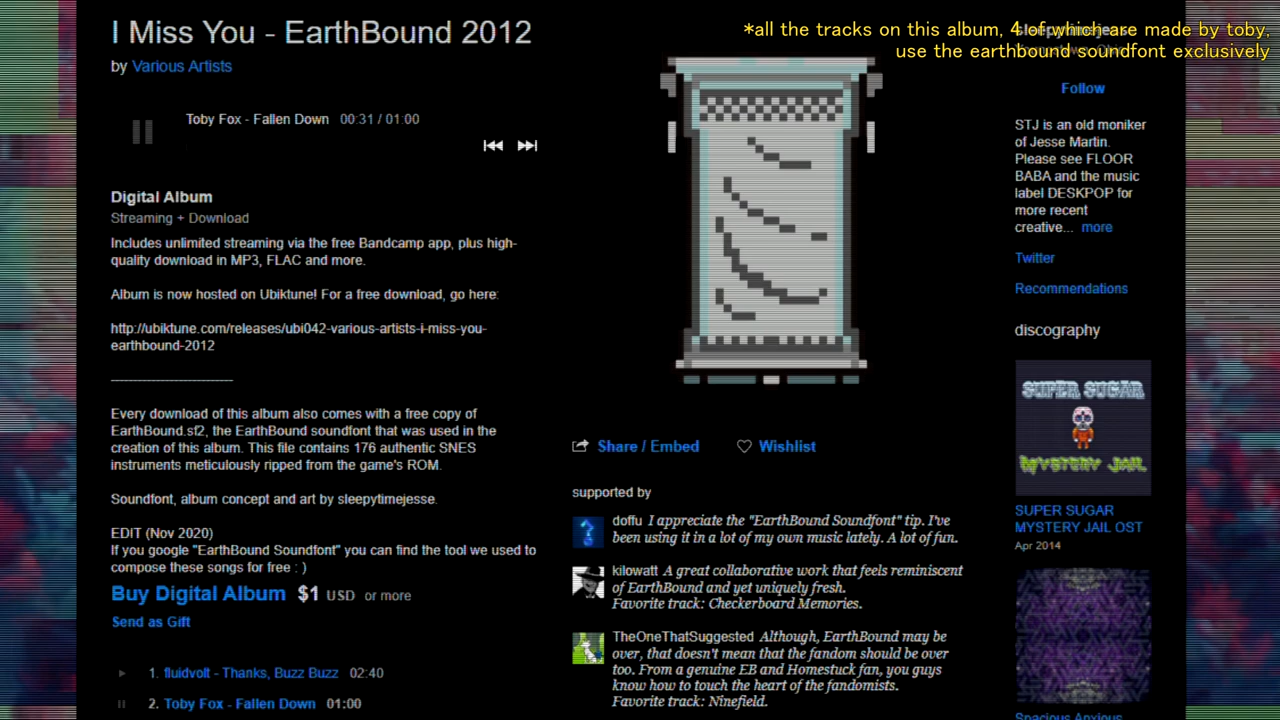 I Miss You - EarthBound 2012
by Various Artists
*all the tracks on this album, 4 of which are made by toby,
use the earthbound soundfont exclusively
Toby Fox - Fallen Down 00:31 / 01:00
Digital Album
Streaming + Download
Includes unlimited streaming via the free Bandcamp app, plus high-
quality download in MP3, FLAC and more.
Album is now hosted on Ubiktune! For a free download, go here:
http://ubiktune.com/releases/ubi042-various-artists-i-miss-you-
earthbound-2012
----------------------------
Every download of this album also comes with a free copy of
EarthBound.sf2, the EarthBound soundfont that was used in the
creation of this album. This file contains 176 authentic SNES
instruments meticulously ripped from the game's ROM.
Soundfont, album concept and art by sleepytimejesse.
EDIT (Nov 2020)
If you google "EarthBound Soundfont" you can find the tool we used to
compose these songs for free : )
Buy Digital Album $1 USD or more
Send as Gift
1. fluidvolt - Thanks, Buzz Buzz 02:40
2. Toby Fox - Fallen Down 01:00
Share / Embed
Wishlist
supported by
doffu I appreciate the "EarthBound Soundfont" tip. I've
been using it in a lot of my own music lately. A lot of fun.
kilowatt A great collaborative work that feels reminiscent
of EarthBound and yet uniquely fresh.
Favorite track: Checkerboard Memories.
TheOneThatSuggested Although, EarthBound may be
over, that doesn't mean that the fandom should be over
too. From a genuine EB and Homestuck fan, you guys
know how to touch the heart of the fandomists.
Favorite track: Ninefield.
Follow
STJ is an old moniker
of Jesse Martin.
Please see FLOOR
BABA and the music
label DESKPOP for
more recent
creative... more
Twitter
Recommendations
discography
SUPER SUGAR
MYSTERY JAIL
SUPER SUGAR
MYSTERY JAIL OST
Apr 2014
Spacious Anxious